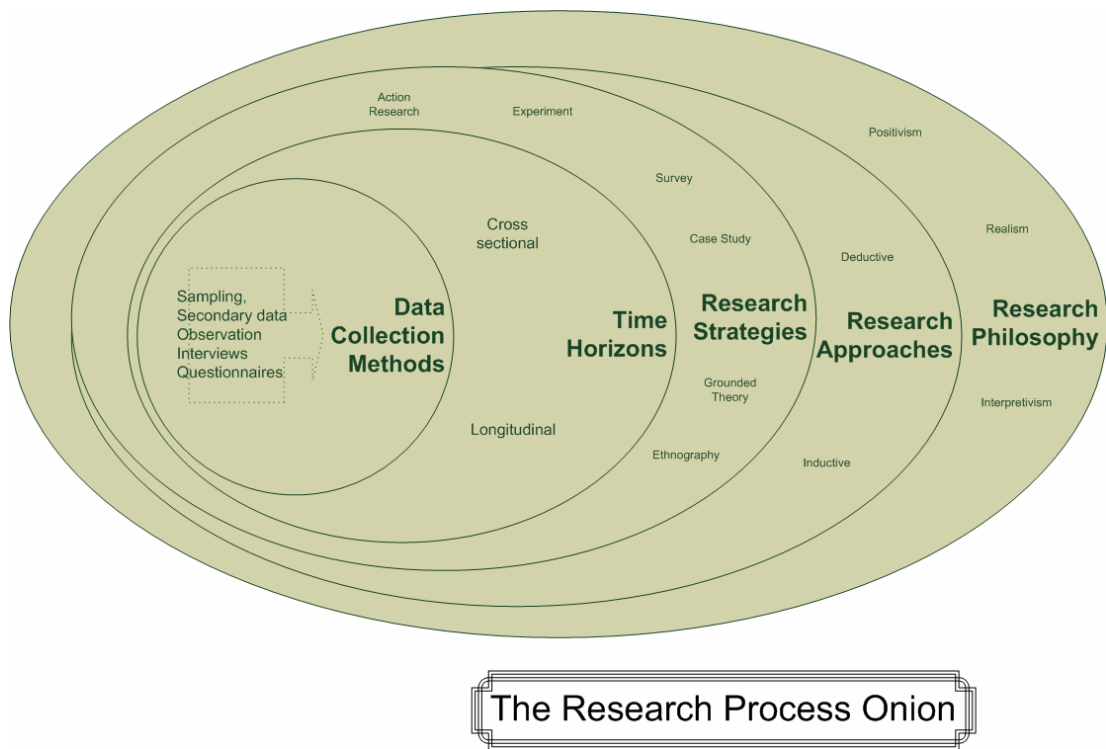 Action
Research
Experiment
Positivism
Survey
Cross
sectional
Case Study
Realism
Deductive
Sampling,
Secondary data
Observation
Interviews
Questionnaires
Data
Collection
Methods
Time
Horizons
Research
Strategies
Research
Approaches
Research
Philosophy
Grounded
Theory
Interpretivism
Longitudinal
Ethnography
Inductive
The Research Process Onion